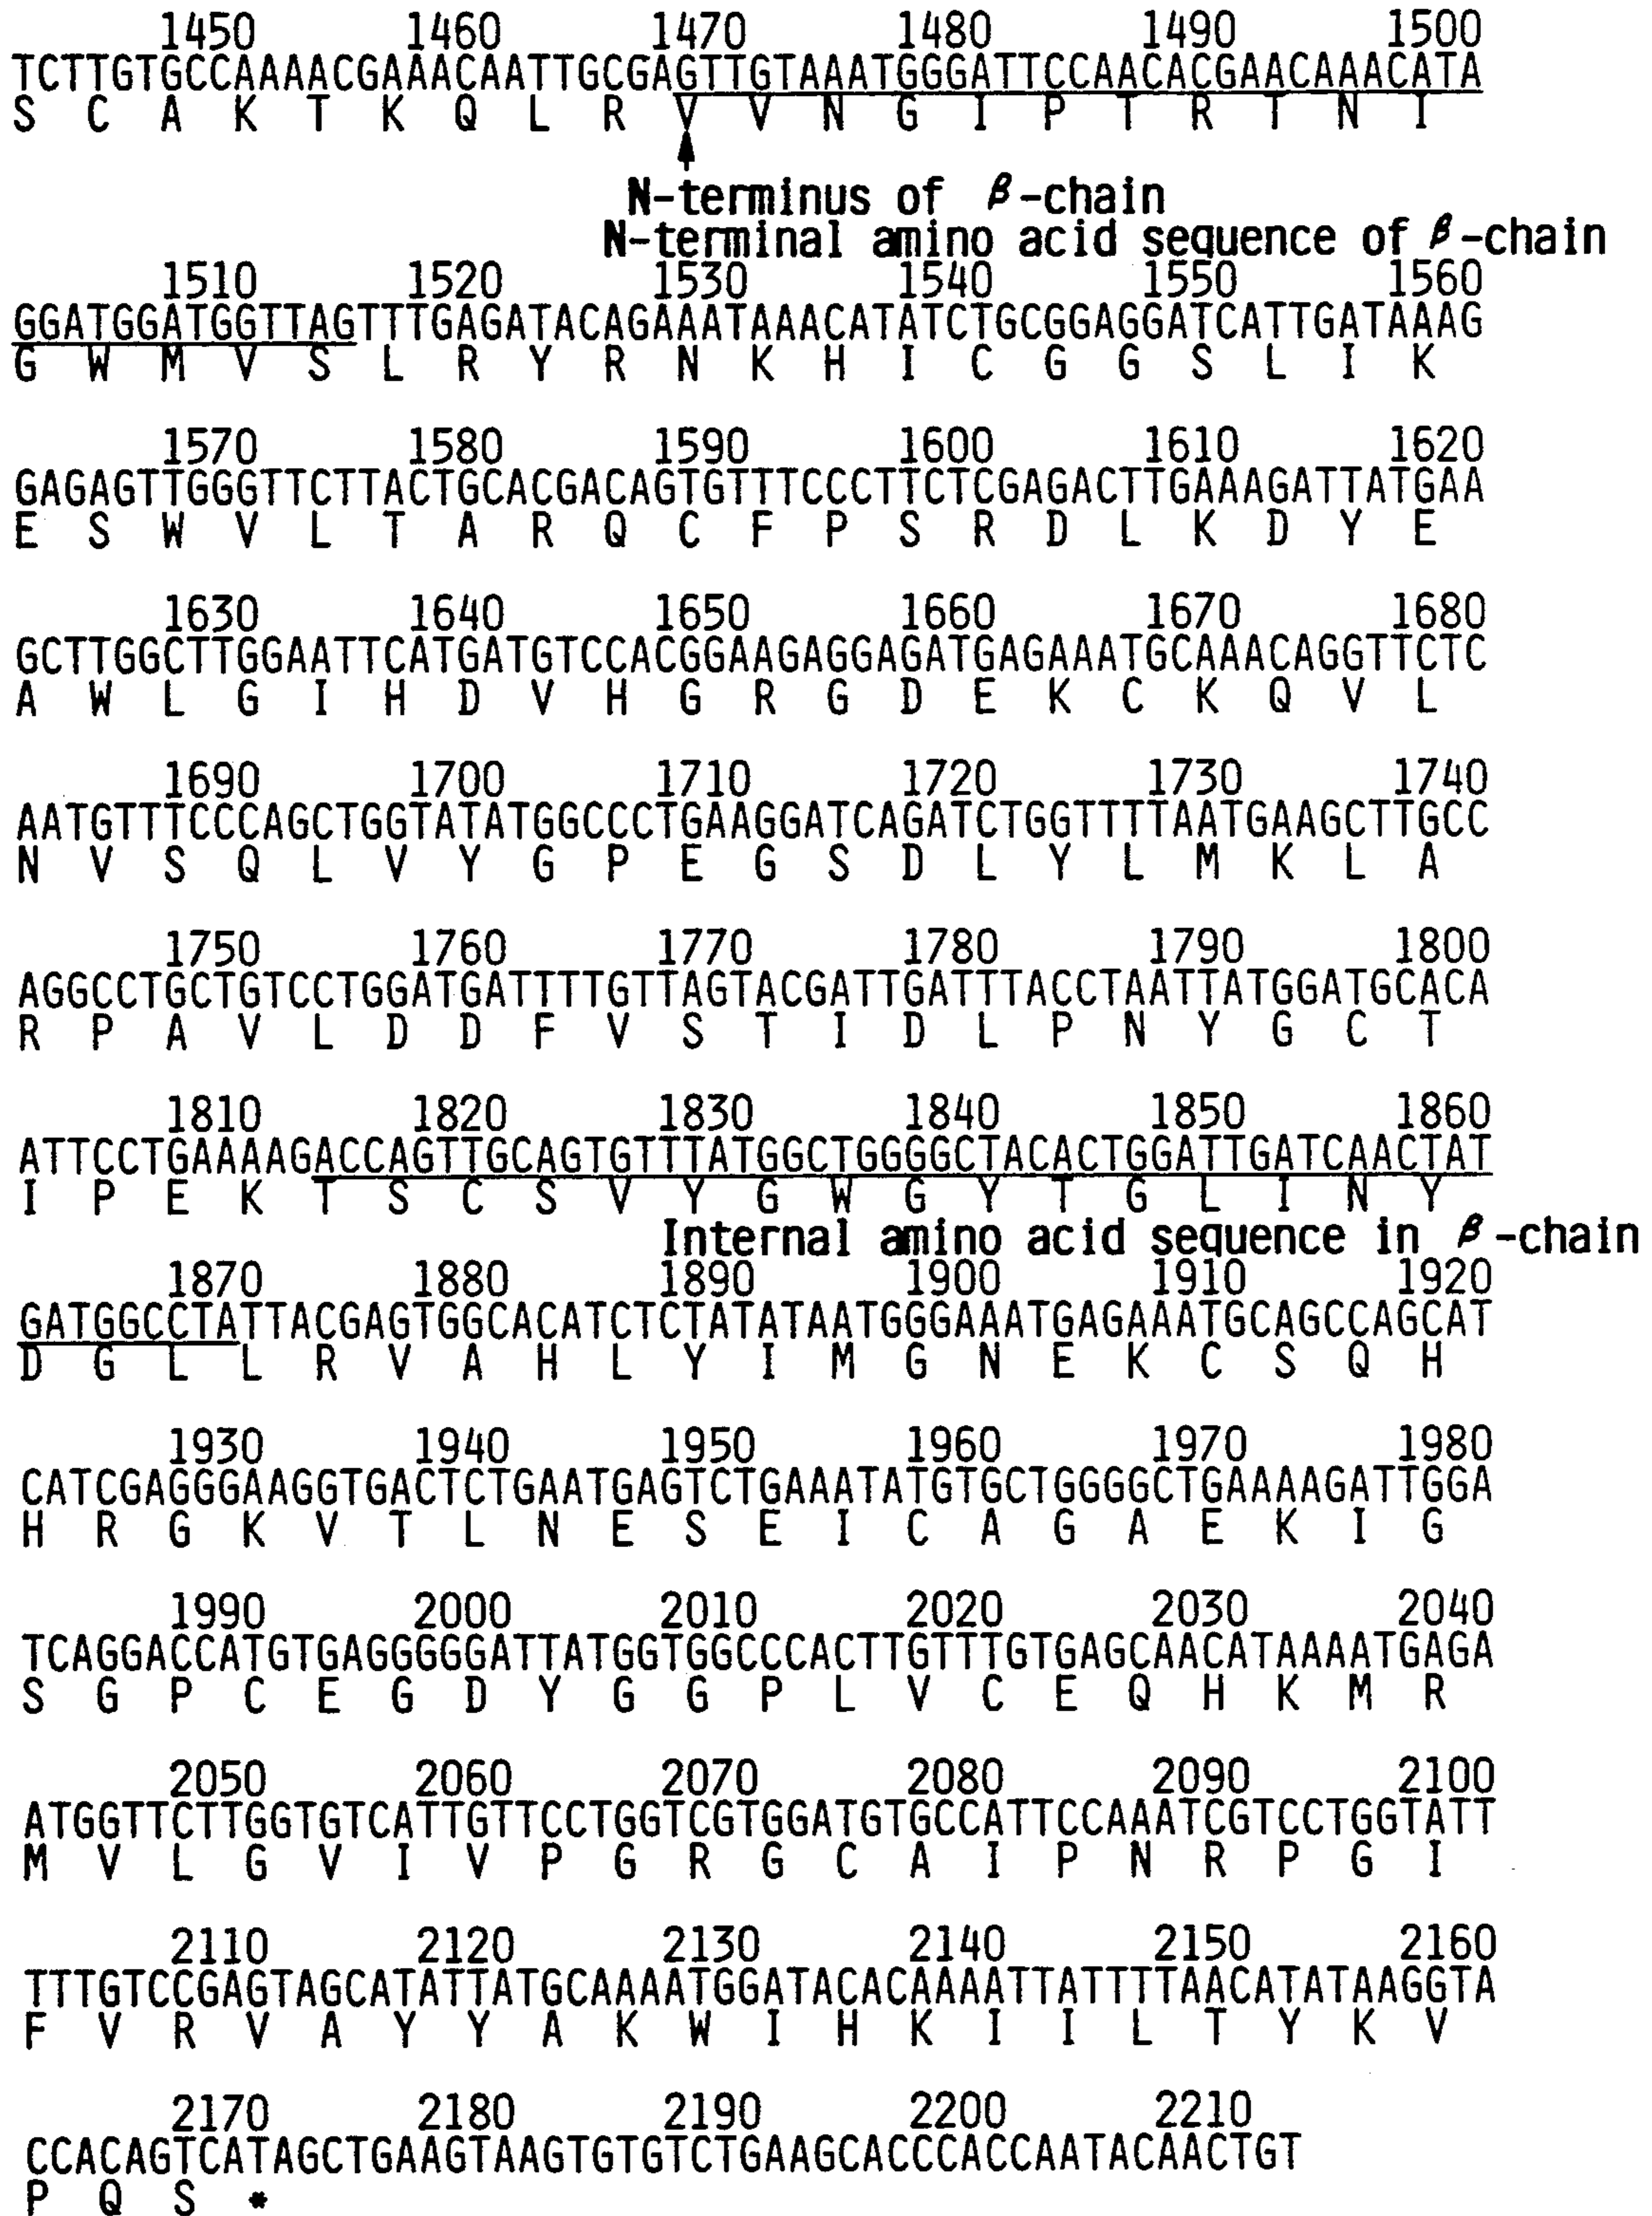 1450 1460 1470 1480 1490 1500
TCTTGTGCCAAAACGAAACAATTGCGAGTTGTAAATGGGATTCCAACACGAACAAACATA
S C A K T K Q L R V V N G I P T R T N I
N-terminus of β-chain
N-terminal amino acid sequence of β-chain
1510 1520 1530 1540 1550 1560
GGATGGATGGTTAGTTTGAGATACAGAAATAAACATATCTGCGGAGGATCATTGATAAAG
G W M V S L R Y R N K H I C G G S L I K
1570 1580 1590 1600 1610 1620
GAGAGTTGGGTTCTTACTGCACGACAGTGTTTCCCTTCTCGAGACTTGAAAGATTATGAA
E S W V L T A R Q C F P S R D L K D Y E
1630 1640 1650 1660 1670 1680
GCTTGGCTTGGAATTCATGATGTCCACGGAAGAGGAGATGAGAAATGCAAACAGGTTCTC
A W L G I H D V H G R G D E K C K Q V L
1690 1700 1710 1720 1730 1740
AATGTTTCCCAGCTGGTATATGGCCCTGAAGGATCAGATCTGGTTTTAATGAAGCTTGCC
N V S Q L V Y G P E G S D L Y L M K L A
1750 1760 1770 1780 1790 1800
AGGCCTGCTGTCCTGGATGATTTTGTTAGTACGATTGATTTACCTAATTATGGATGCACA
R P A V L D D F V S T I D L P N Y G C T
1810 1820 1830 1840 1850 1860
ATTCCTGAAAAGACCAGTTGCAGTGTTTATGGCTGGGGCTACACTGGATTGATCAACTAT
I P E K T S C S V Y G W G Y T G L I N Y
Internal amino acid sequence in β-chain
1870 1880 1890 1900 1910 1920
GATGGCCTATTACGAGTGGCACATCTCTATATAATGGGAAATGAGAAATGCAGCCAGCAT
D G L L R V A H L Y I M G N E K C S Q H
1930 1940 1950 1960 1970 1980
CATCGAGGGAAGGTGACTCTGAATGAGTCTGAAATATGTGCTGGGGCTGAAAAGATTGGA
H R G K V T L N E S E I C A G A E K I G
1990 2000 2010 2020 2030 2040
TCAGGACCATGTGAGGGGGATTATGGTGGCCCACTTGTTTGTGAGCAACATAAAATGAGA
S G P C E G D Y G G P L V C E Q H K M R
2050 2060 2070 2080 2090 2100
ATGGTTCTTGGTGTCATTGTTCCTGGTCGTGGATGTGCCATTCCAAATCGTCCTGGTATT
M V L G V I V P G R G C A I P N R P G I
2110 2120 2130 2140 2150 2160
TTTGTCCGAGTAGCATATTATGCAAAATGGATACACAAAATTATTTTAACATATAAGGTA
F V R V A Y Y A K W I H K I I L T Y K V
2170 2180 2190 2200 2210
CCACAGTCATAGCTGAAGTAAGTGTGTCTGAAGCACCCACCAATACAACTGT
P Q S *